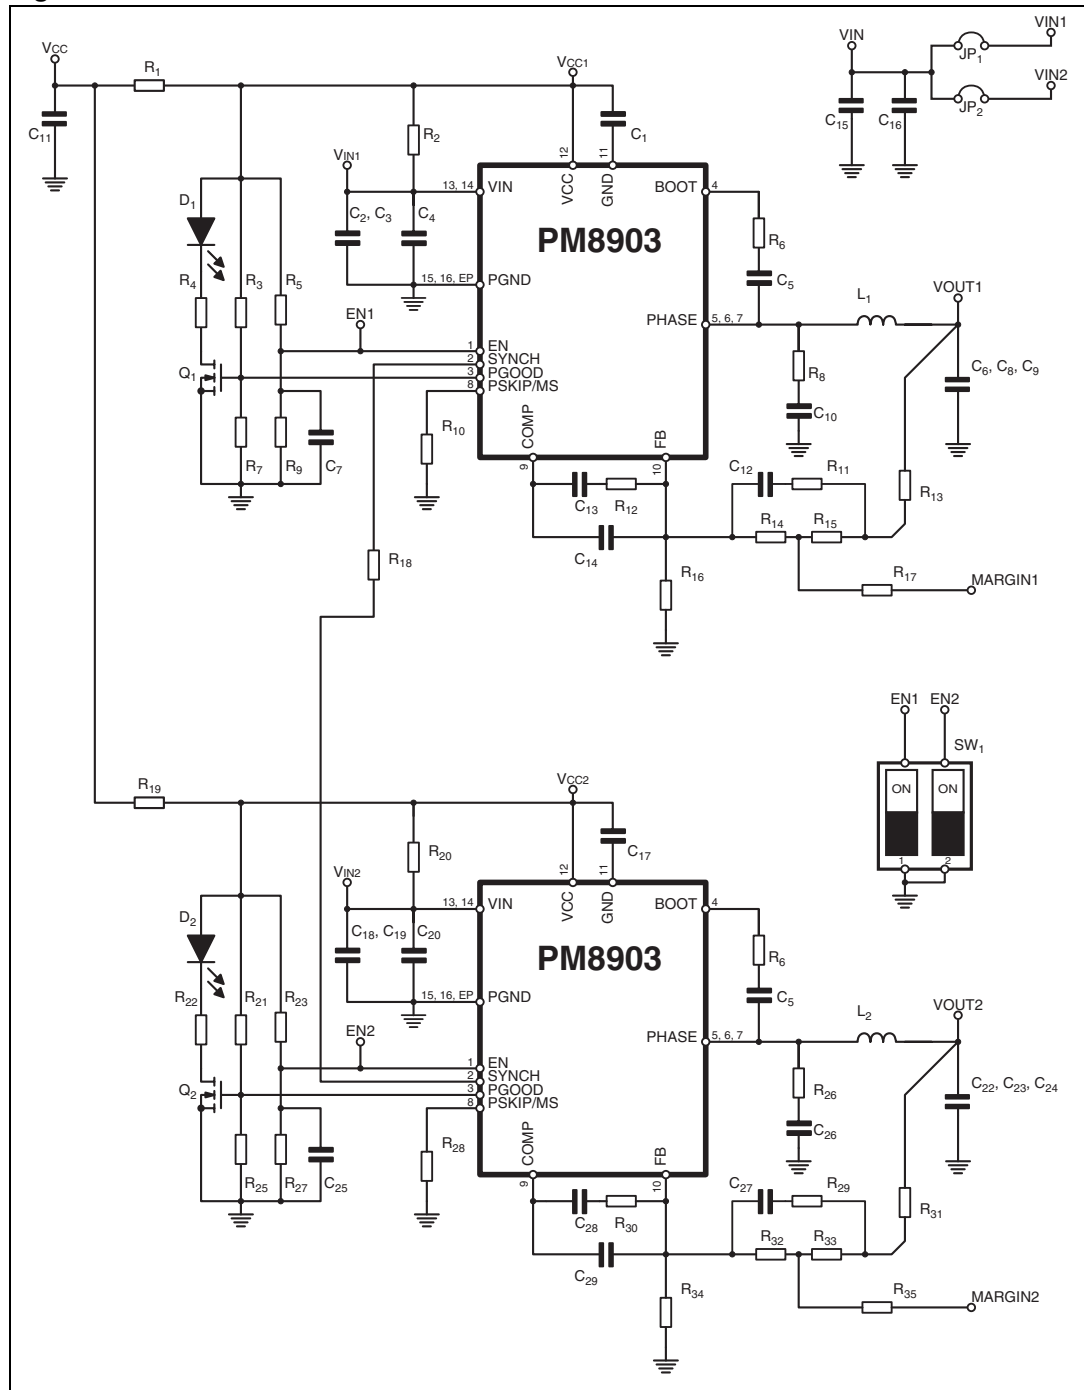 VCC
R1
VCC1
C11
R2
C1
VIN
VIN1
JP1
VIN2
JP2
C15
C16
VIN1
12
11
13, 14
VIN
VCC
GND
BOOT
4
D1
C2, C3
C4
PM8903
R6
R4
R3
R5
15, 16, EP
PGND
C5
EN1
L1
VOUT1
PHASE
5, 6, 7
1
EN
2
SYNCH
3
PGOOD
8
PSKIP/MS
Q1
R8
C6, C8, C9
C10
R10
COMP
FB
R7
R9
C7
9
10
C12
R11
C13
R12
R13
R14
R15
C14
R18
R16
R17
MARGIN1
EN1
EN2
SW1
ON
ON
1
2
R19
VCC2
R20
C17
VIN2
12
11
13, 14
VIN
VCC
GND
BOOT
4
D2
C18, C19
C20
PM8903
R6
R22
R21
R23
15, 16, EP
PGND
C5
EN2
L2
VOUT2
PHASE
5, 6, 7
1
EN
2
SYNCH
3
PGOOD
8
PSKIP/MS
Q2
R26
C22, C23, C24
C26
R28
COMP
FB
R25
R27
C25
9
10
C27
R29
C28
R30
R31
R32
R33
C29
R34
R35
MARGIN2